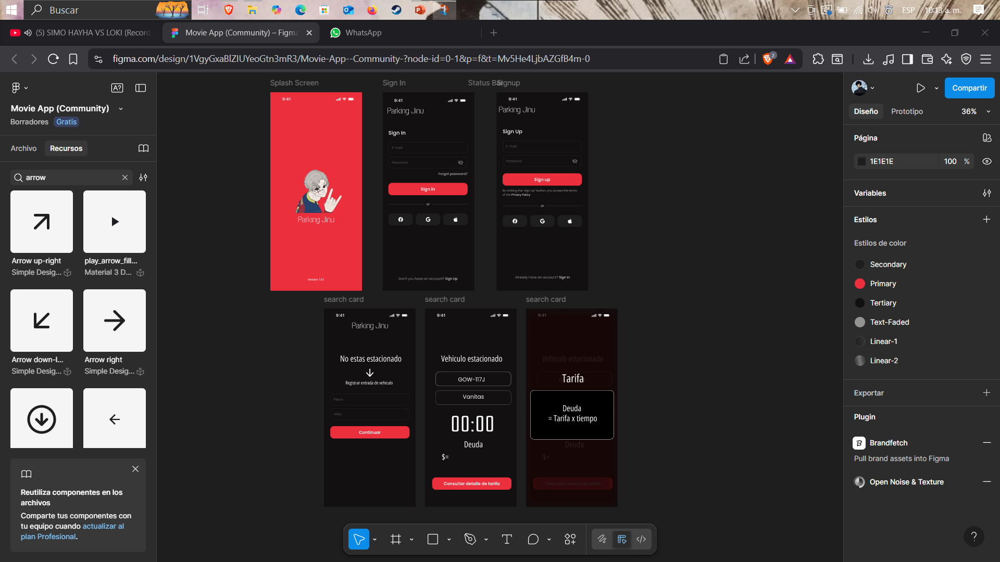 Buscar
ESP
10:13 a. m.
(5) SIMO HAYHA VS LOKI (Record
Movie App (Community) – Figma
WhatsApp
figma.com/design/1VgyGxaBlZIUYeoGtn3mR3/Movie-App--Community-?node-id=0-1&p=f&t=Mv5He4LjbAZGfB4m-0
2
A?
Movie App (Community)
Borradores
Gratis
Archivo
Recursos
arrow
Arrow up-right
Simple Desig...
play_arrow_fill...
Material 3 D...
Arrow down-l...
Simple Desig...
Arrow right
Simple Desig...
Reutiliza componentes en los
archivos
Comparte tus componentes con
tu equipo cuando actualizar al
plan Profesional.
Splash Screen
9:41
Parking Jinu
Version 1.0.1
Sign In
9:41
Parking Jinu
Sign In
E-mail
Password
Forgot password?
Sign in
or
Don't you have an account? Sign Up
Status Bar
Signup
9:41
Parking Jinu
Sign Up
E-mail
Password
Sign up
By clicking the "sign up" button, you accept the terms
of the Privacy Policy
or
Already have an account? Sign In
search card
9:41
Parking Jinu
No estas estacionado
Registrar entrada de vehiculo
Placa
Alias
Continuar
search card
9:41
Vehiculo estacionado
GOW-117J
Vanitas
00:00
Deuda
$=
Consultar detalle de tarifa
search card
9:41
Vehiculo estacionado
Tarifa
Deuda
= Tarifa x tiempo
Deuda
$=
Consultar detalle de tarifa
Compartir
Diseño
Prototipo
36%
Página
1E1E1E
100
%
Variables
Estilos
Estilos de color
Secondary
Primary
Tertiary
Text-Faded
Linear-1
Linear-2
Exportar
Plugin
Brandfetch
Pull brand assets into Figma
Open Noise & Texture
?